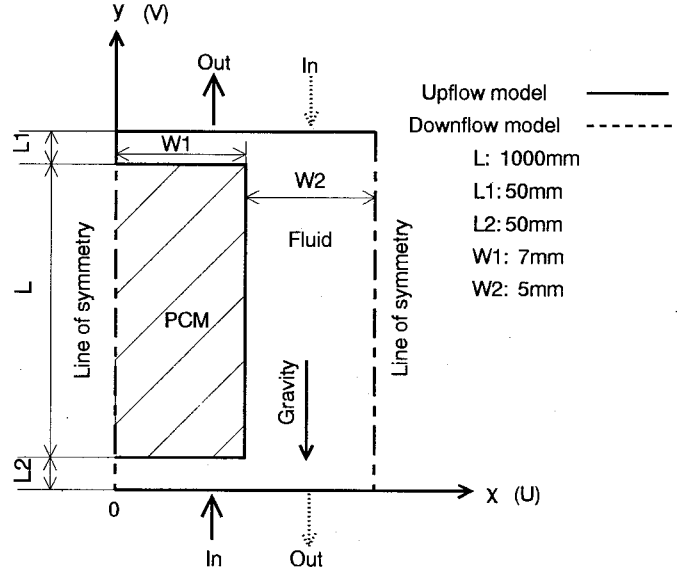 y (V)
Out
In
Upflow model
Downflow model
L: 1000mm
L1: 50mm
L2: 50mm
W1: 7mm
W2: 5mm
L1
W1
W2
Fluid
L
Line of symmetry
PCM
Gravity
Line of symmetry
L2
0
x (U)
In
Out